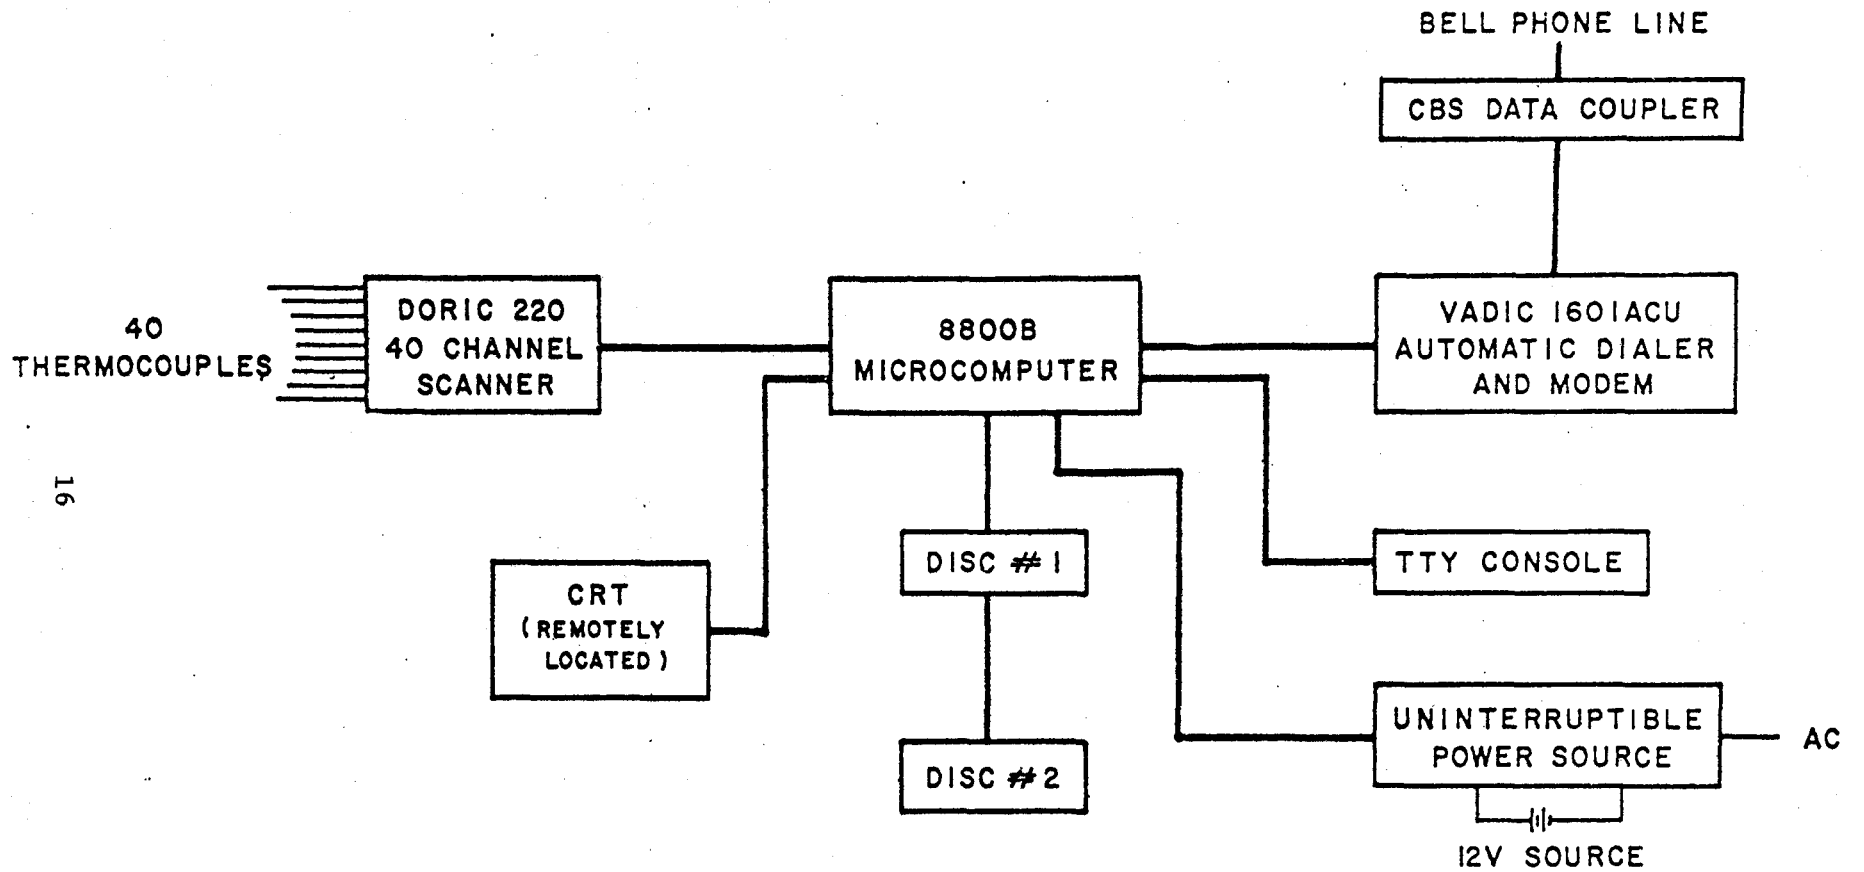 BELL PHONE LINE
CBS DATA COUPLER
40
THERMOCOUPLES
DORIC 220
40 CHANNEL
SCANNER
8800B
MICROCOMPUTER
VADIC 1601ACU
AUTOMATIC DIALER
AND MODEM
16
CRT
(REMOTELY
LOCATED)
DISC #1
TTY CONSOLE
DISC #2
UNINTERRUPTIBLE
POWER SOURCE
AC
12V SOURCE